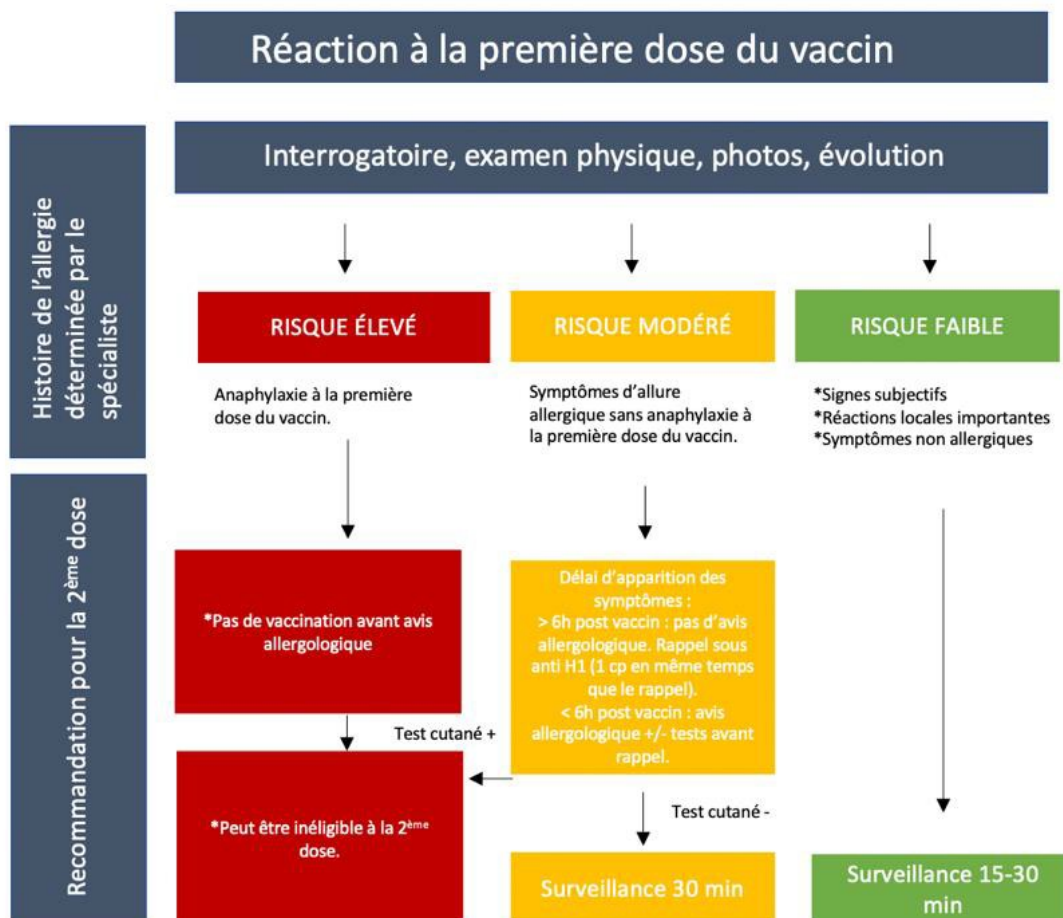 Réaction à la première dose du vaccin
Interrogatoire, examen physique, photos, évolution
Histoire de l'allergie
déterminée par le
spécialiste
RISQUE ÉLEVÉ
RISQUE MODÉRÉ
RISQUE FAIBLE
Anaphylaxie à la première
dose du vaccin.
Symptômes d'allure
allergique sans anaphylaxie à
la première dose du vaccin.
*Signes subjectifs
*Réactions locales importantes
*Symptômes non allergiques
Recommandation pour la 2ème dose
*Pas de vaccination avant avis
allergologique
Délai d'apparition des
symptômes :
> 6h post vaccin : pas d'avis
allergologique. Rappel sous
anti H1 (1 cp en même temps
que le rappel).
< 6h post vaccin : avis
allergologique +/- tests avant
rappel.
Test cutané +
*Peut être inéligible à la 2ème
dose.
Test cutané -
Surveillance 30 min
Surveillance 15-30
min